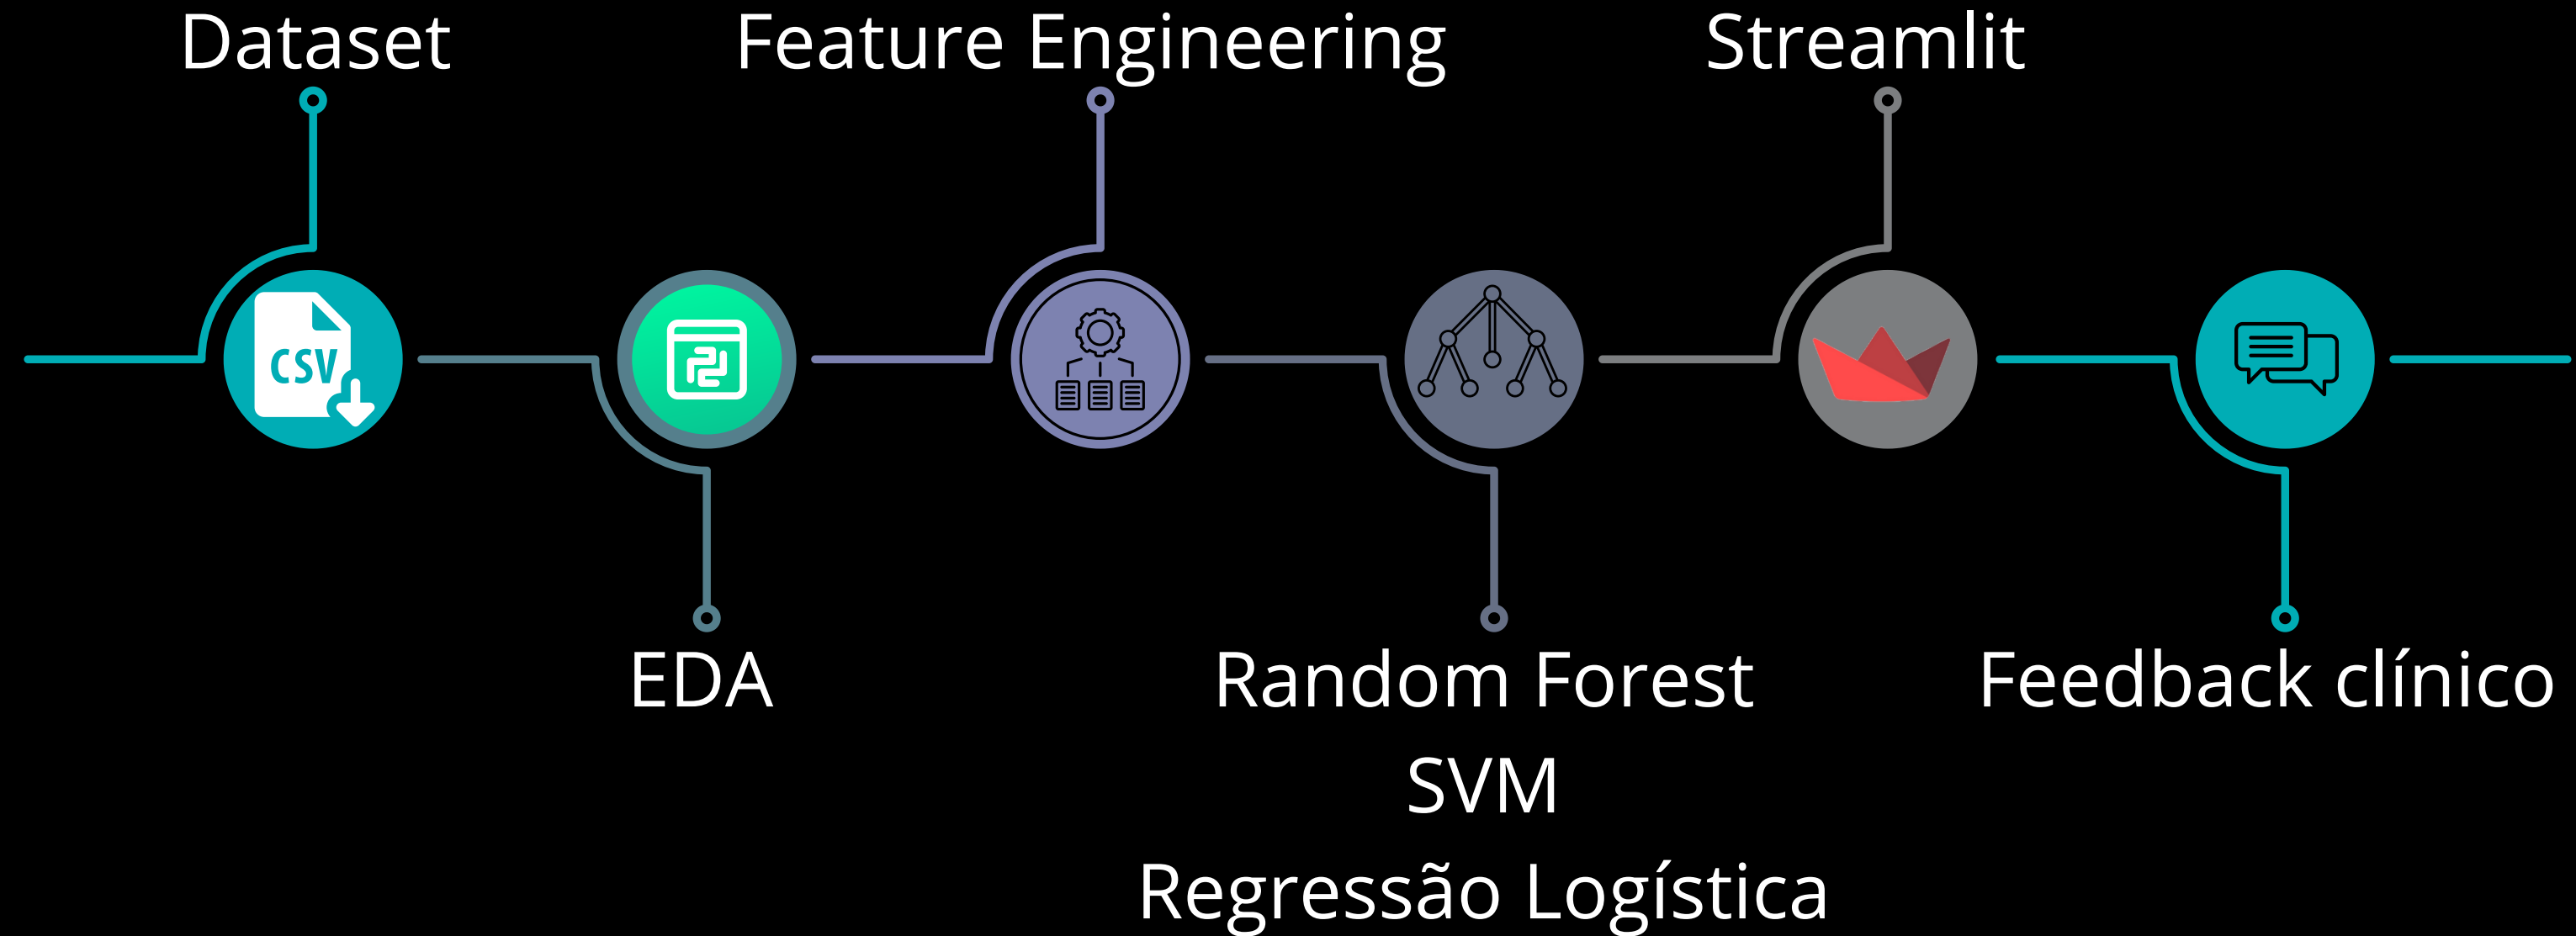 Dataset
Feature Engineering
Streamlit
CSV
EDA
Random Forest
SVM
Regressão Logística
Feedback clínico